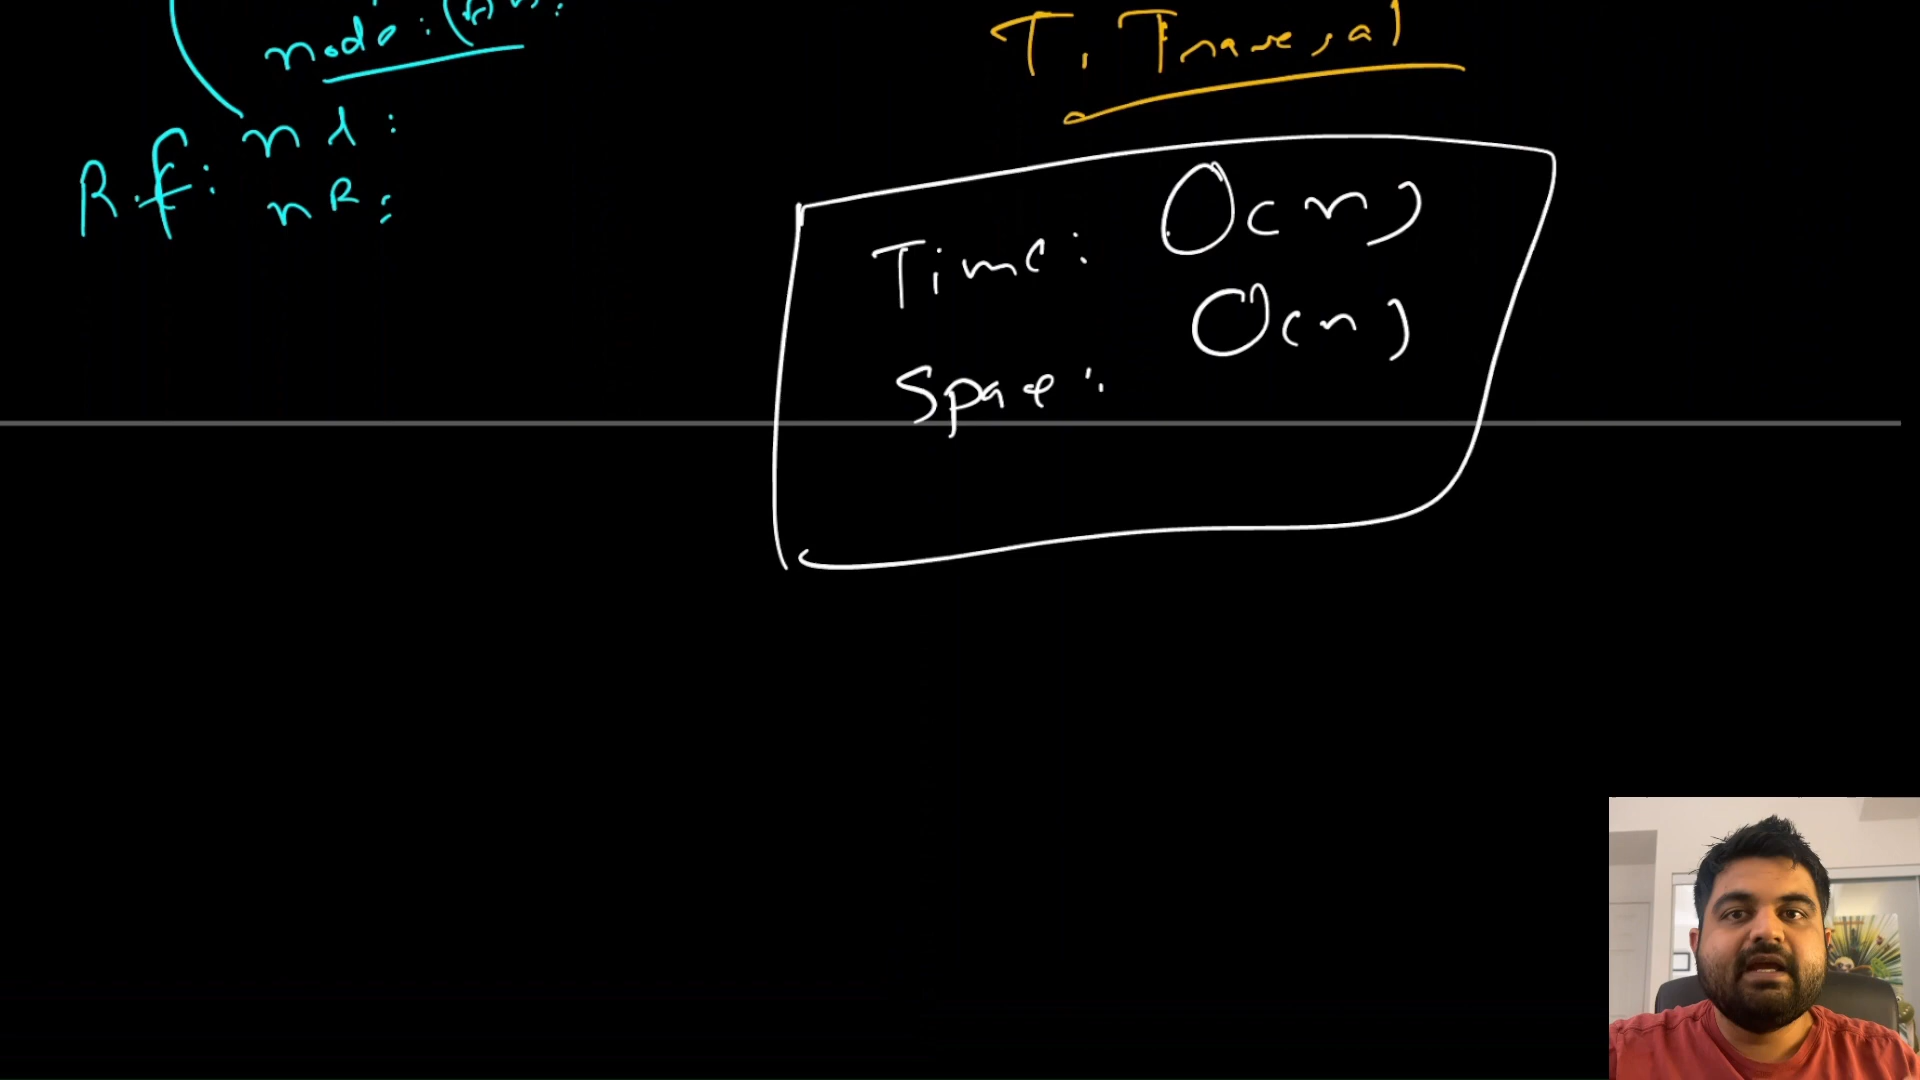 node:
T. Traversal
R.f: nL:
nR:
Time: O(n)
Space: O(n)